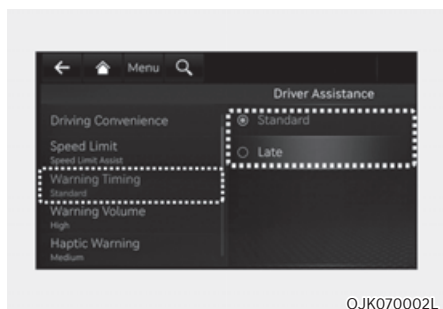 Menu
Driver Assistance
Driving Convenience
Speed Limit
Speed Limit Assist
Warning Timing
Standard
Warning Volume
High
Haptic Warning
Medium
Standard
Late
OJK070002L